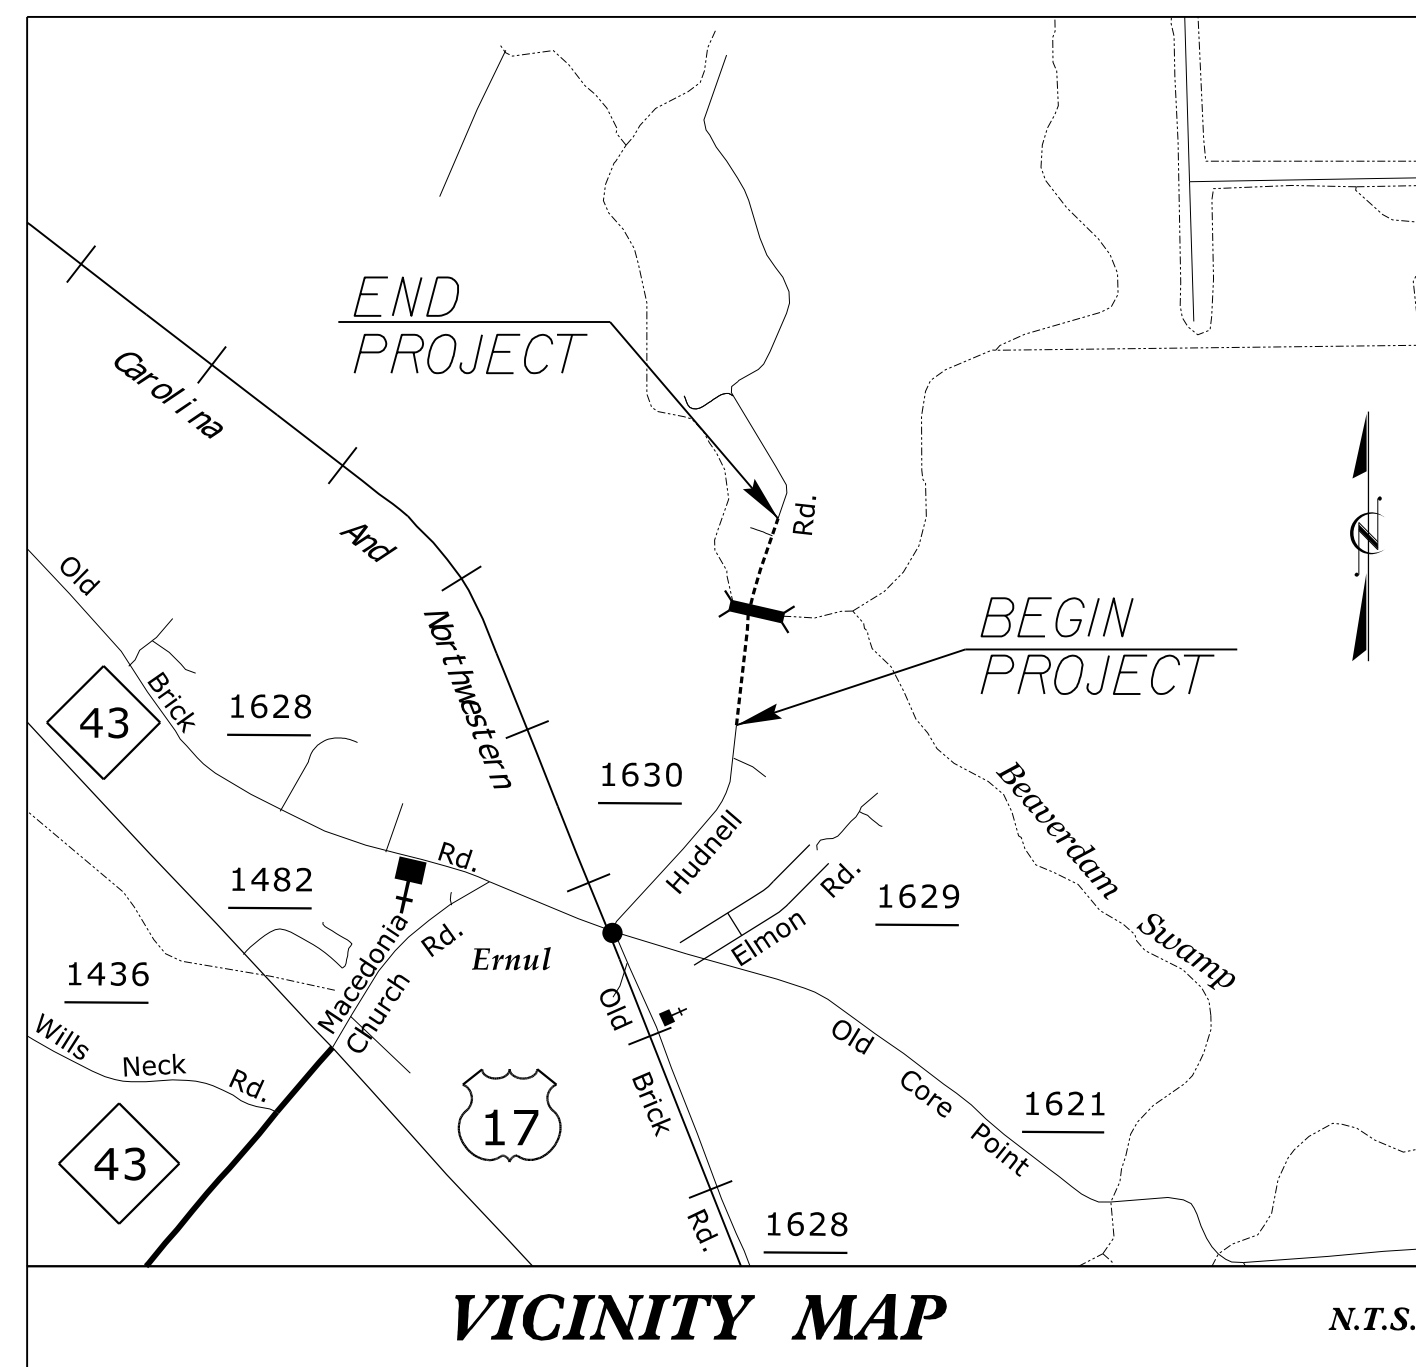 END
PROJECT
Carolina
And
Northwestern
Rd.
N
BEGIN
PROJECT
Old
Brick
Rd.
43
1628
1630
Hudnell
Beaverdam
Swamp
1482
1629
Elmon Rd.
Macedonia
Church Rd.
Ernul
1436
Wills Neck Rd.
Old
Brick
Rd.
Old
Core
Point
43
17
1621
1628
VICINITY MAP
N.T.S.